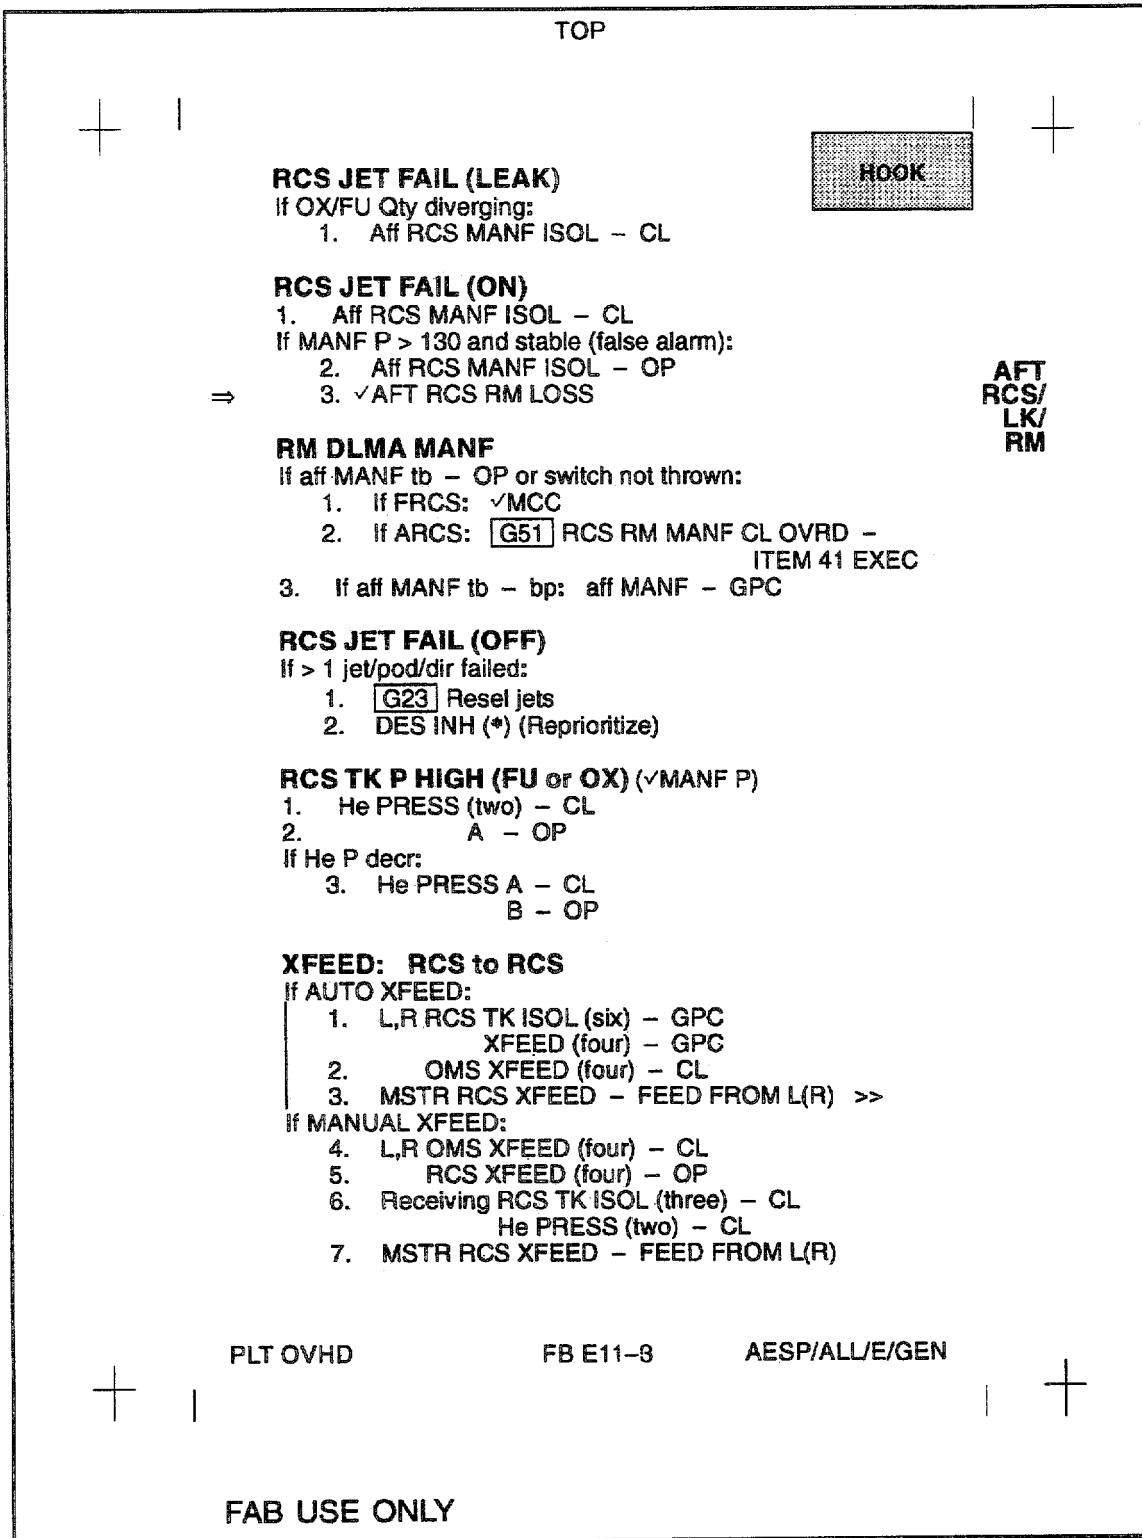 TOP
HOOK
RCS JET FAIL (LEAK)
If OX/FU Qty diverging:
1. Aff RCS MANF ISOL – CL
RCS JET FAIL (ON)
1. Aff RCS MANF ISOL – CL
If MANF P > 130 and stable (false alarm):
2. Aff RCS MANF ISOL – OP
⇒ 3. ✓AFT RCS RM LOSS
AFT
RCS/
LK/
RM
RM DLMA MANF
If aff MANF tb – OP or switch not thrown:
1. If FRCS: ✓MCC
2. If ARCS: G51 RCS RM MANF CL OVRD –
ITEM 41 EXEC
3. If aff MANF tb – bp: aff MANF – GPC
RCS JET FAIL (OFF)
If > 1 jet/pod/dir failed:
1. G23 Resel jets
2. DES INH (*) (Reprioritize)
RCS TK P HIGH (FU or OX) (✓MANF P)
1. He PRESS (two) – CL
2. A – OP
If He P decr:
3. He PRESS A – CL
B – OP
XFEED: RCS to RCS
If AUTO XFEED:
1. L,R RCS TK ISOL (six) – GPC
XFEED (four) – GPC
2. OMS XFEED (four) – CL
3. MSTR RCS XFEED – FEED FROM L(R) >>
If MANUAL XFEED:
4. L,R OMS XFEED (four) – CL
5. RCS XFEED (four) – OP
6. Receiving RCS TK ISOL (three) – CL
He PRESS (two) – CL
7. MSTR RCS XFEED – FEED FROM L(R)
PLT OVHD FB E11–3 AESP/ALL/E/GEN
FAB USE ONLY